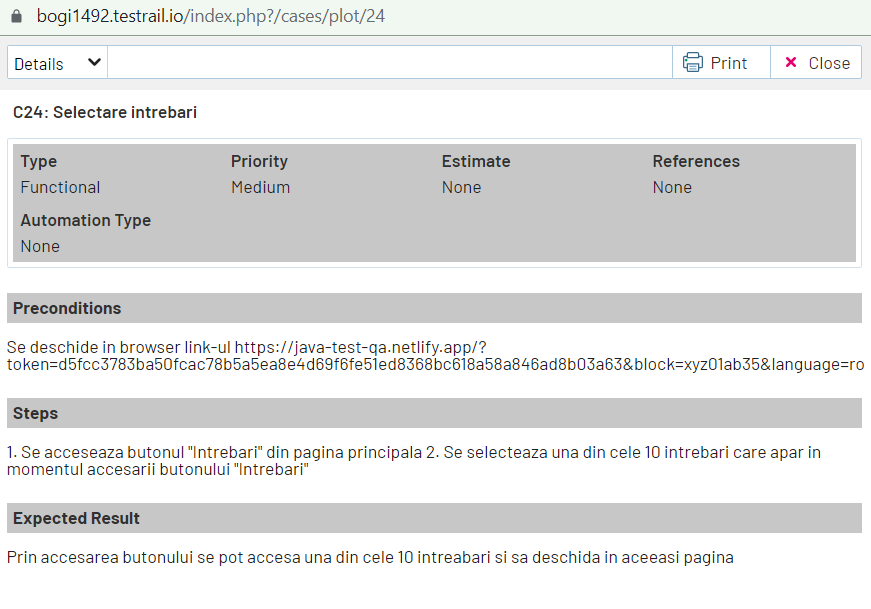 bogi1492.testrail.io/index.php?/cases/plot/24
Details Print Close
C24: Selectare intrebari
Type Priority Estimate References
Functional Medium None None
Automation Type
None
Preconditions
Se deschide in browser link-ul https://java-test-qa.netlify.app/?
token=d5fcc3783ba50fcac78b5a5ea8e4d69f6fe51ed8368bc618a58a846ad8b03a63&block=xyz01ab35&language=ro
Steps
1. Se acceseaza butonul "Intrebari" din pagina principala 2. Se selecteaza una din cele 10 intrebari care apar in
momentul accesarii butonului "Intrebari"
Expected Result
Prin accesarea butonului se pot accesa una din cele 10 intreabari si sa deschida in aceeasi pagina